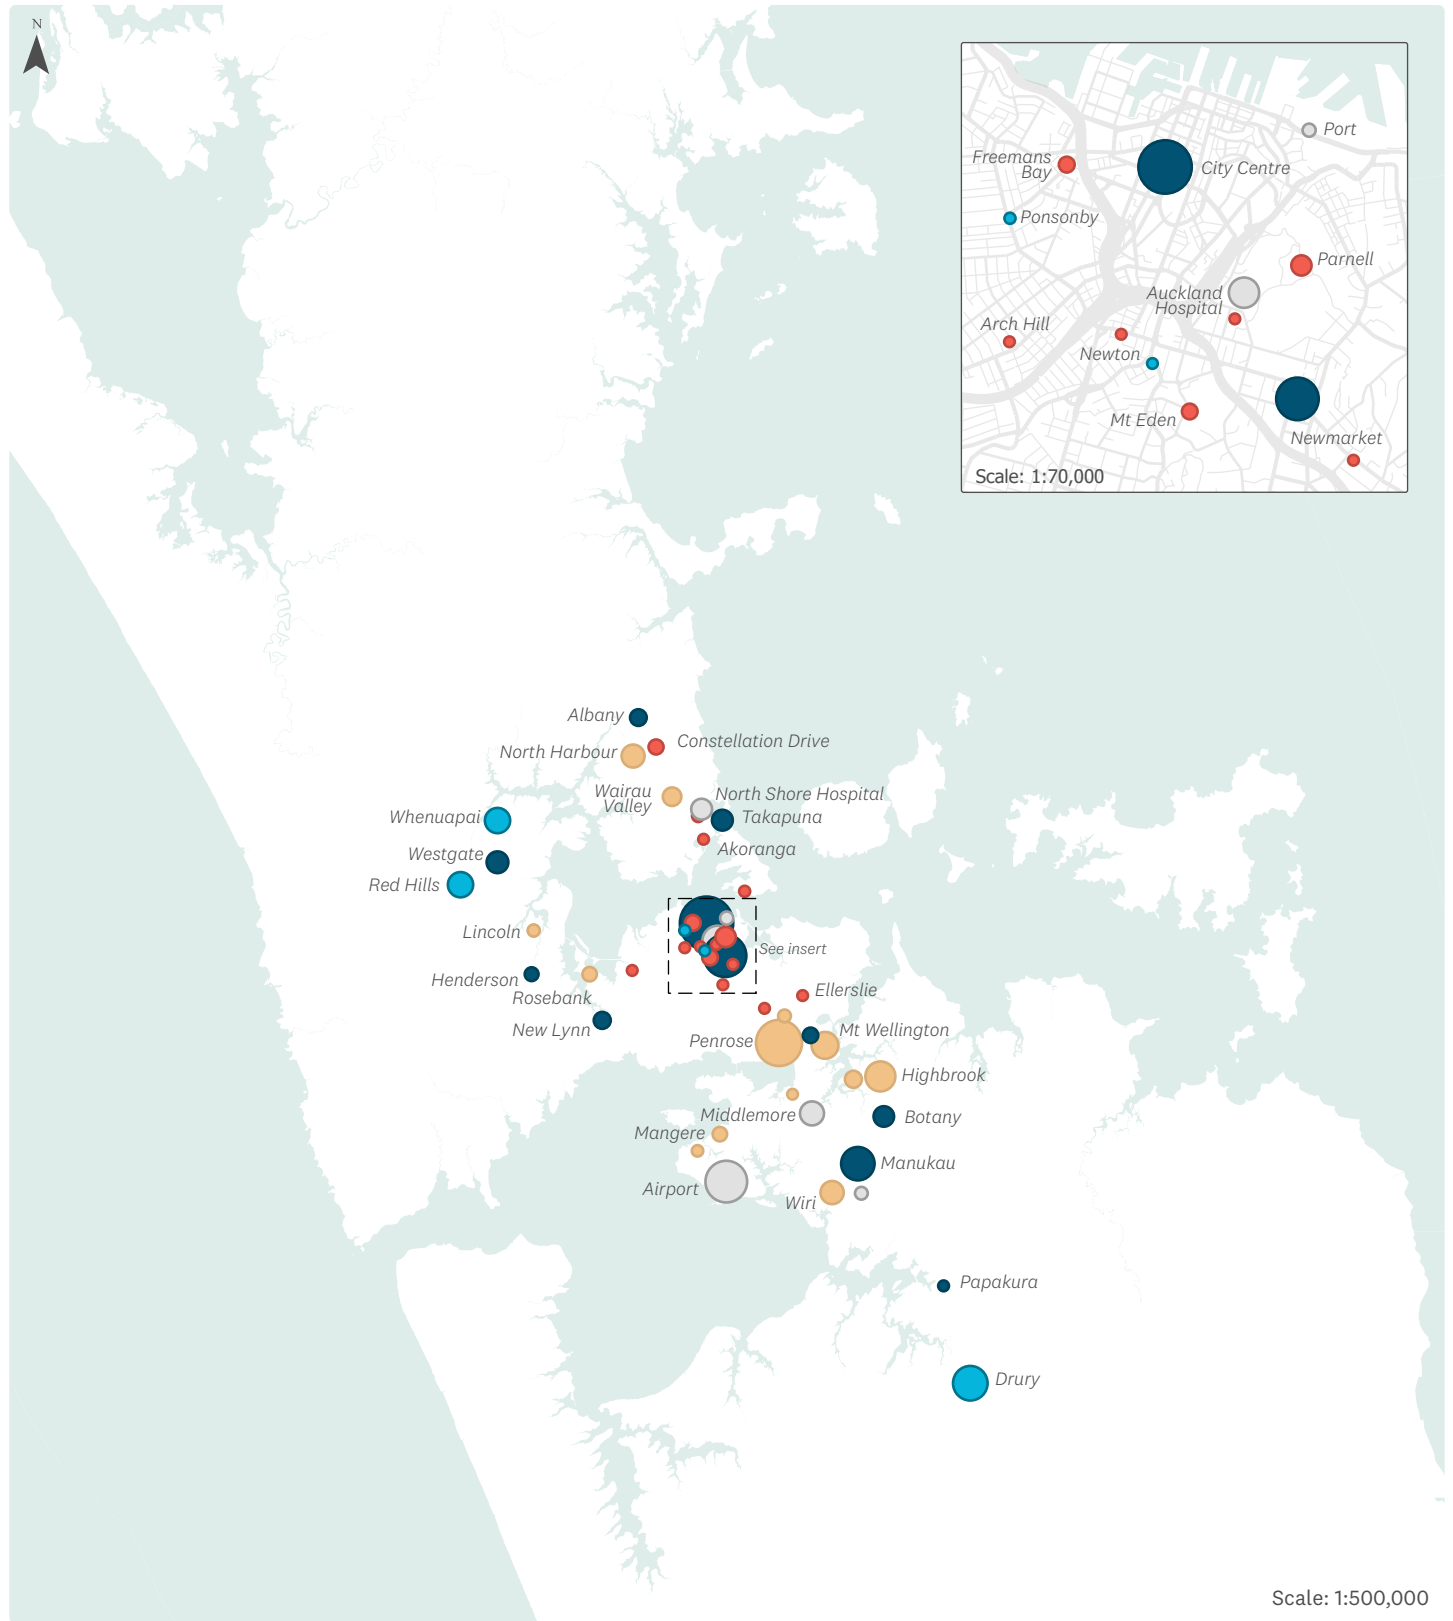 N
Port
Freemans
Bay
City Centre
Ponsonby
Parnell
Auckland
Hospital
Arch Hill
Newton
Mt Eden
Newmarket
Scale: 1:70,000
Albany
Constellation Drive
North Harbour
Wairau
Valley
North Shore Hospital
Whenuapai
Takapuna
Akoranga
Westgate
Red Hills
Lincoln
See insert
Henderson
Rosebank
Ellerslie
New Lynn
Mt Wellington
Penrose
Highbrook
Middlemore
Botany
Mangere
Manukau
Airport
Wiri
Papakura
Drury
Scale: 1:500,000